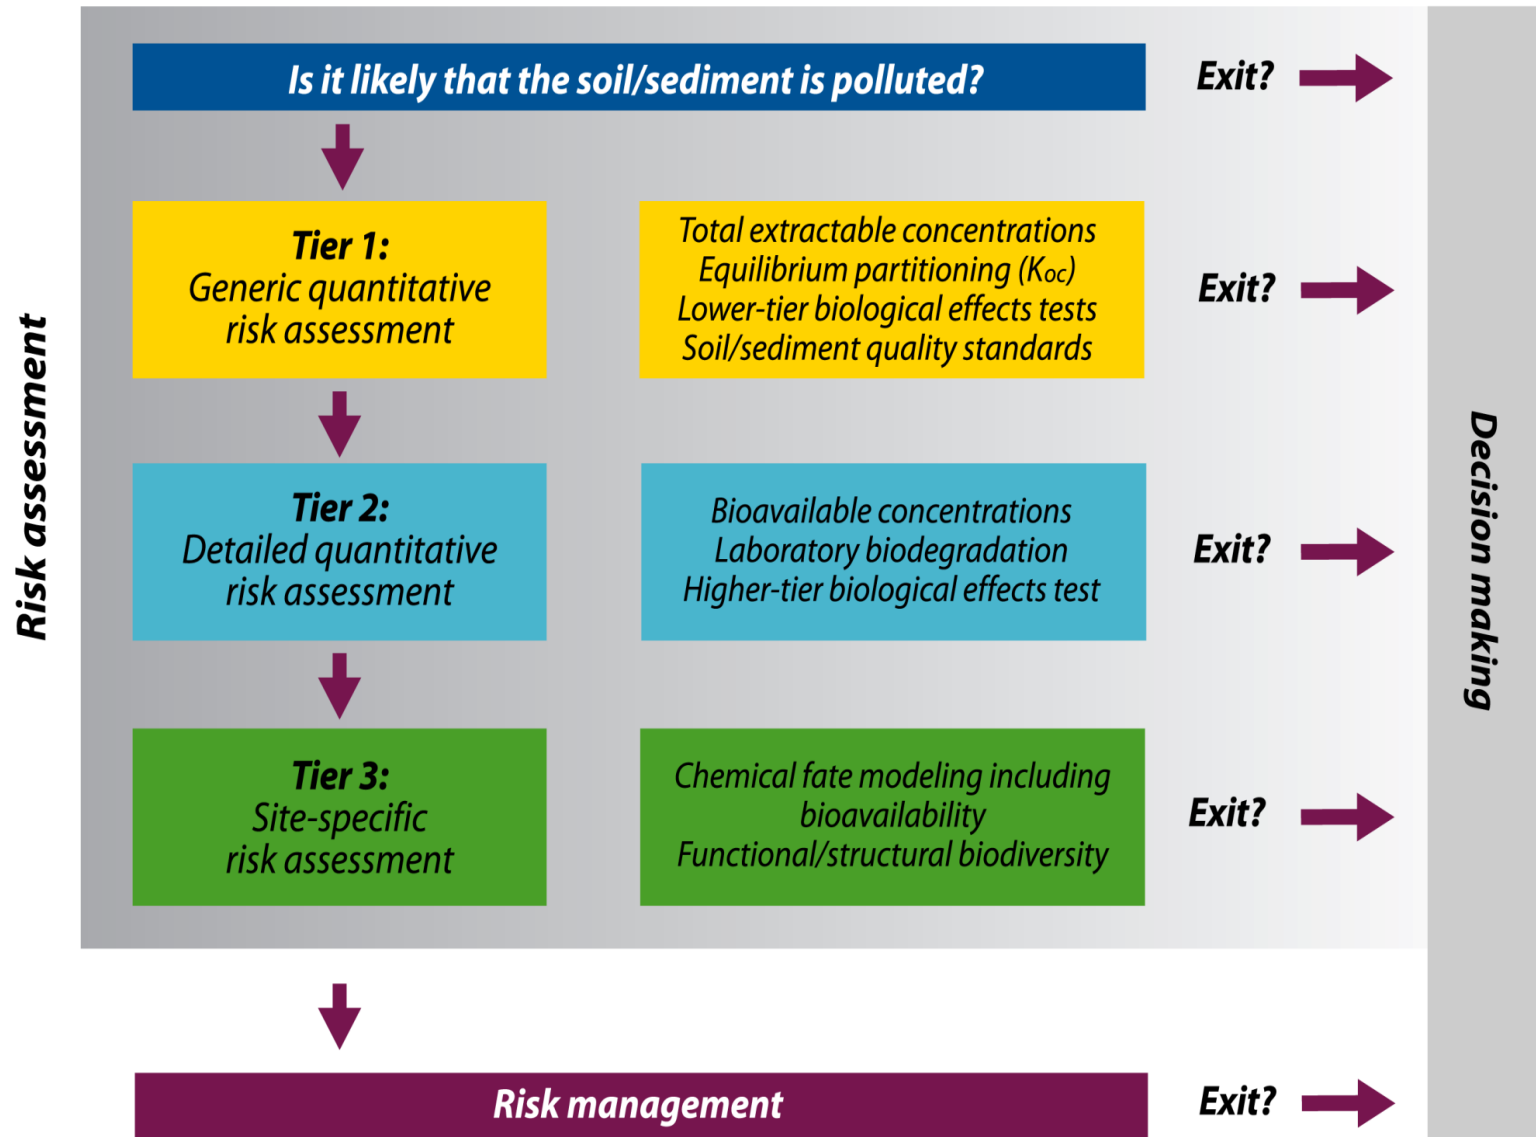 Is it likely that the soil/sediment is polluted?
Exit?
Tier 1:
Generic quantitative
risk assessment
Total extractable concentrations
Equilibrium partitioning (Koc)
Lower-tier biological effects tests
Soil/sediment quality standards
Exit?
Tier 2:
Detailed quantitative
risk assessment
Bioavailable concentrations
Laboratory biodegradation
Higher-tier biological effects test
Exit?
Tier 3:
Site-specific
risk assessment
Chemical fate modeling including
bioavailability
Functional/structural biodiversity
Exit?
Risk management
Exit?
Risk assessment
Decision making